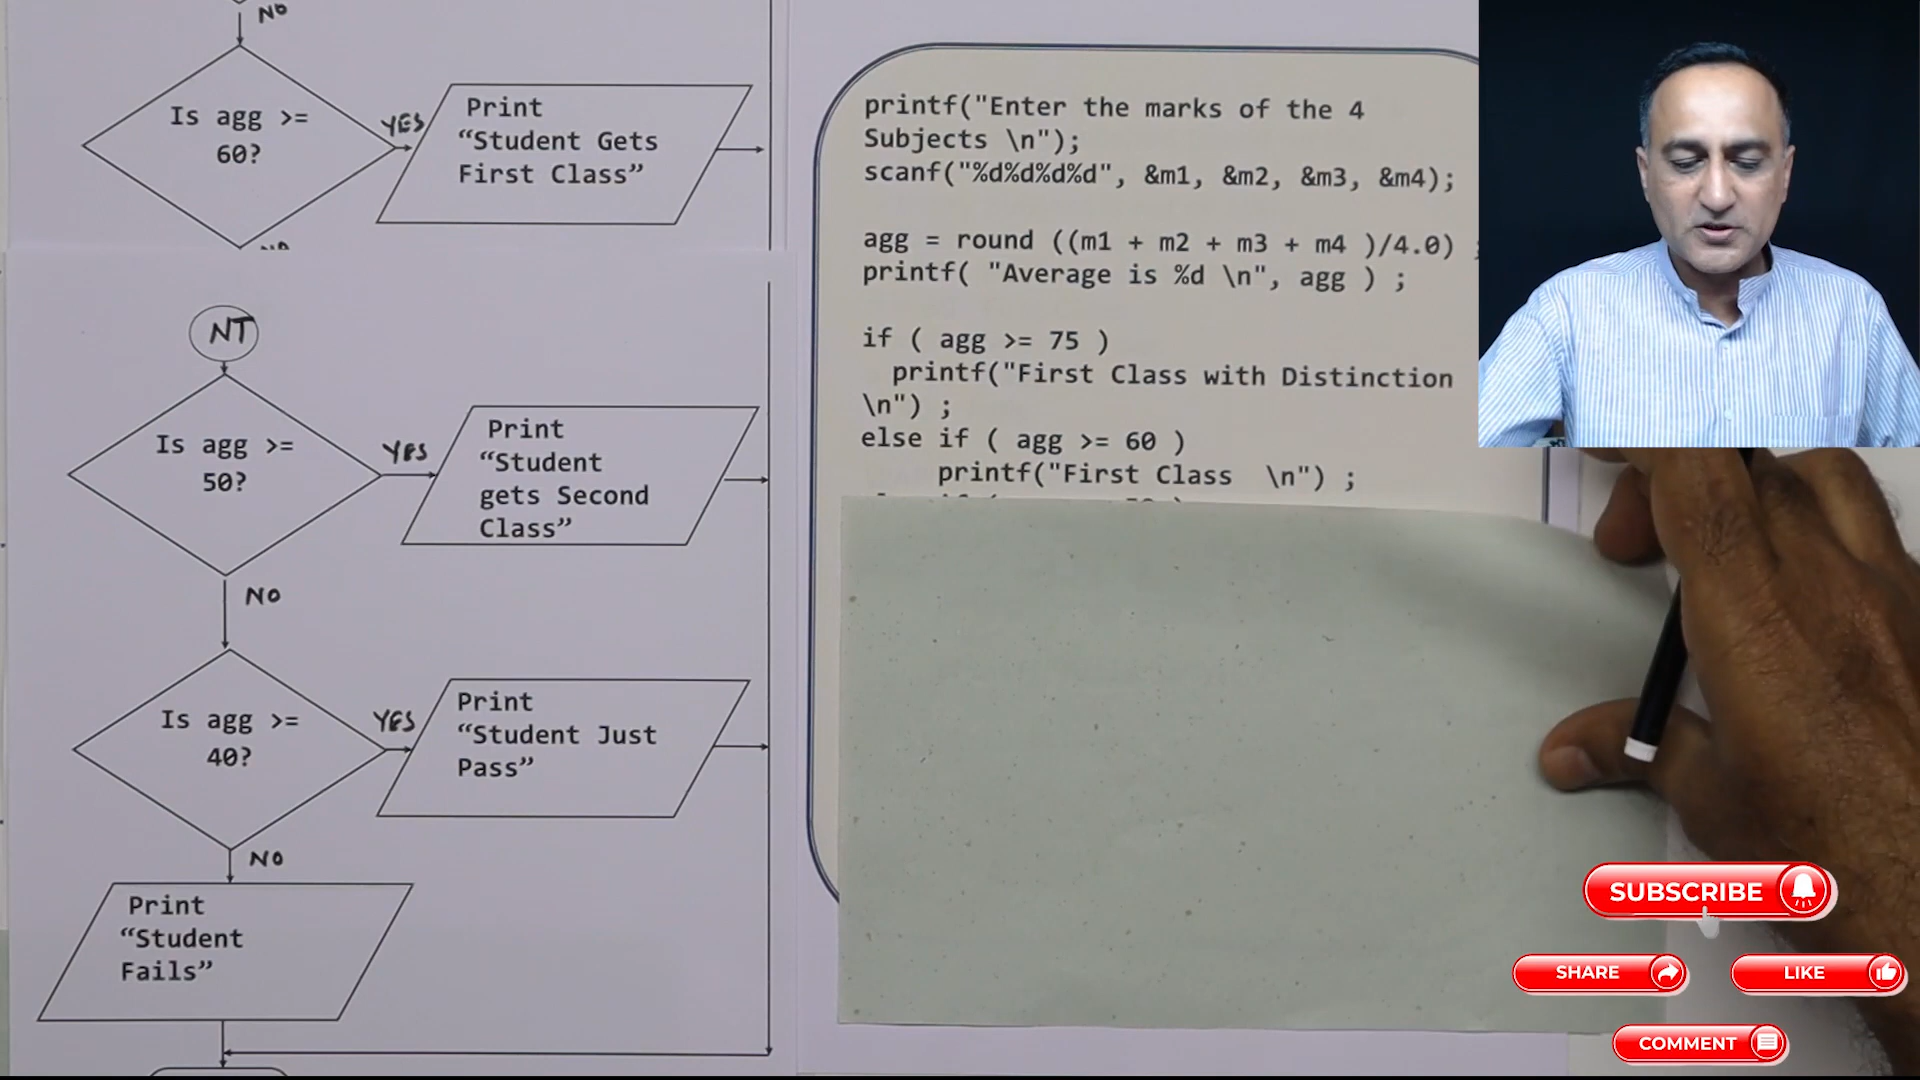 NO
Is agg >=
60?
YES
Print
“Student Gets
First Class”
NT
Is agg >=
50?
YES
Print
“Student
gets Second
Class”
NO
Is agg >=
40?
YES
Print
“Student Just
Pass”
NO
Print
“Student
Fails”
printf("Enter the marks of the 4
Subjects \n");
scanf("%d%d%d%d", &m1, &m2, &m3, &m4);
agg = round ((m1 + m2 + m3 + m4 )/4.0) ;
printf( "Average is %d \n", agg ) ;
if ( agg >= 75 )
printf("First Class with Distinction
\n") ;
else if ( agg >= 60 )
printf("First Class \n") ;
SUBSCRIBE
SHARE
LIKE
COMMENT